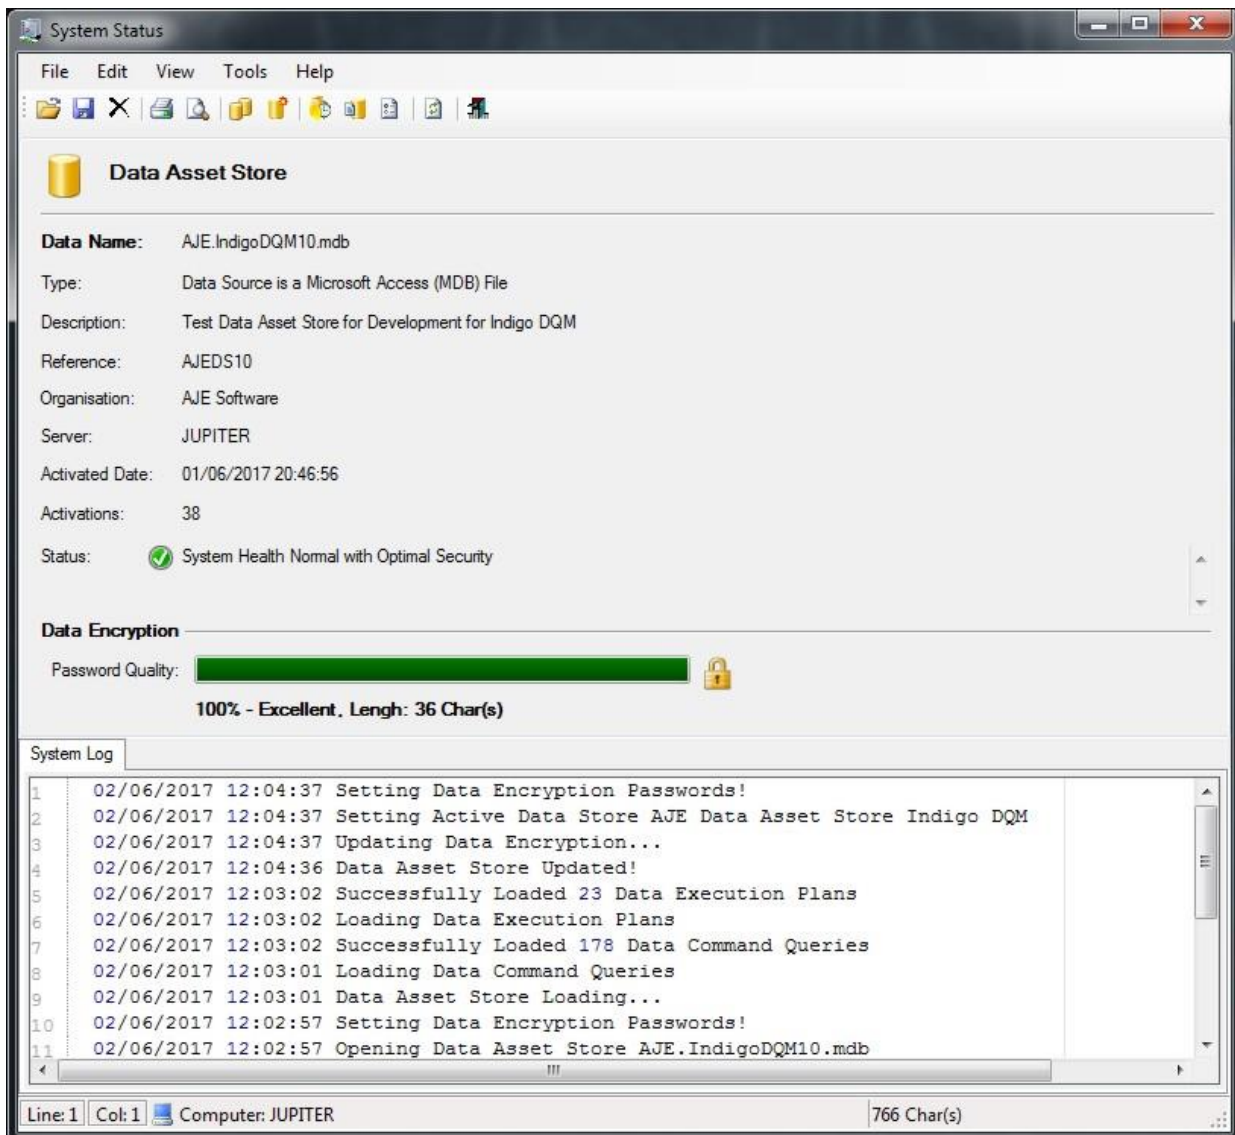 System Status
File Edit View Tools Help
Data Asset Store
Data Name: AJE.IndigoDQM10.mdb
Type: Data Source is a Microsoft Access (MDB) File
Description: Test Data Asset Store for Development for Indigo DQM
Reference: AJEDS10
Organisation: AJE Software
Server: JUPITER
Activated Date: 01/06/2017 20:46:56
Activations: 38
Status: System Health Normal with Optimal Security
Data Encryption
Password Quality:
100% - Excellent, Lengh: 36 Char(s)
System Log
1 02/06/2017 12:04:37 Setting Data Encryption Passwords!
2 02/06/2017 12:04:37 Setting Active Data Store AJE Data Asset Store Indigo DQM
3 02/06/2017 12:04:37 Updating Data Encryption...
4 02/06/2017 12:04:36 Data Asset Store Updated!
5 02/06/2017 12:03:02 Successfully Loaded 23 Data Execution Plans
6 02/06/2017 12:03:02 Loading Data Execution Plans
7 02/06/2017 12:03:02 Successfully Loaded 178 Data Command Queries
8 02/06/2017 12:03:01 Loading Data Command Queries
9 02/06/2017 12:03:01 Data Asset Store Loading...
10 02/06/2017 12:02:57 Setting Data Encryption Passwords!
11 02/06/2017 12:02:57 Opening Data Asset Store AJE.IndigoDQM10.mdb
Line: 1 Col: 1 Computer: JUPITER 766 Char(s)